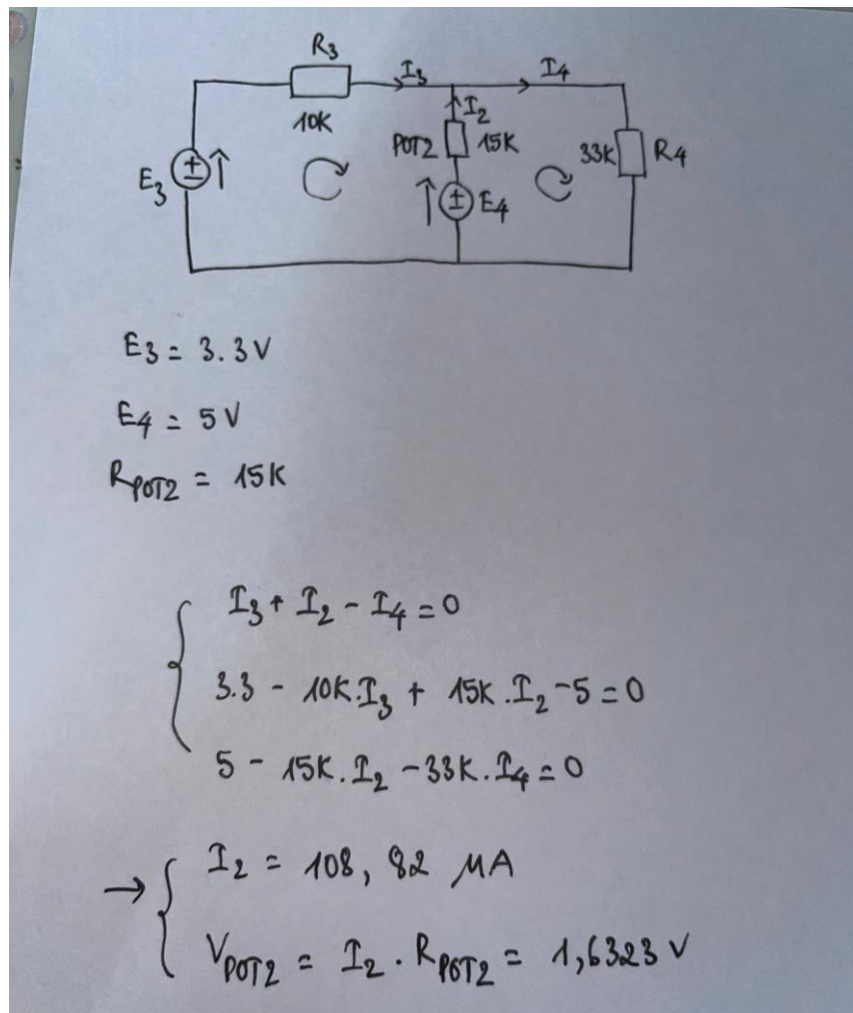 R3
I3
I4
10K
I2
POT2
15K
33K
R4
E3
E4
E3 = 3.3V
E4 = 5V
RPOT2 = 15K
I3 + I2 - I4 = 0
3.3 - 10K.I3 + 15K.I2 - 5 = 0
5 - 15K.I2 - 33K.I4 = 0
→ I2 = 108,82 µA
VPOT2 = I2 . RPOT2 = 1,6323 V